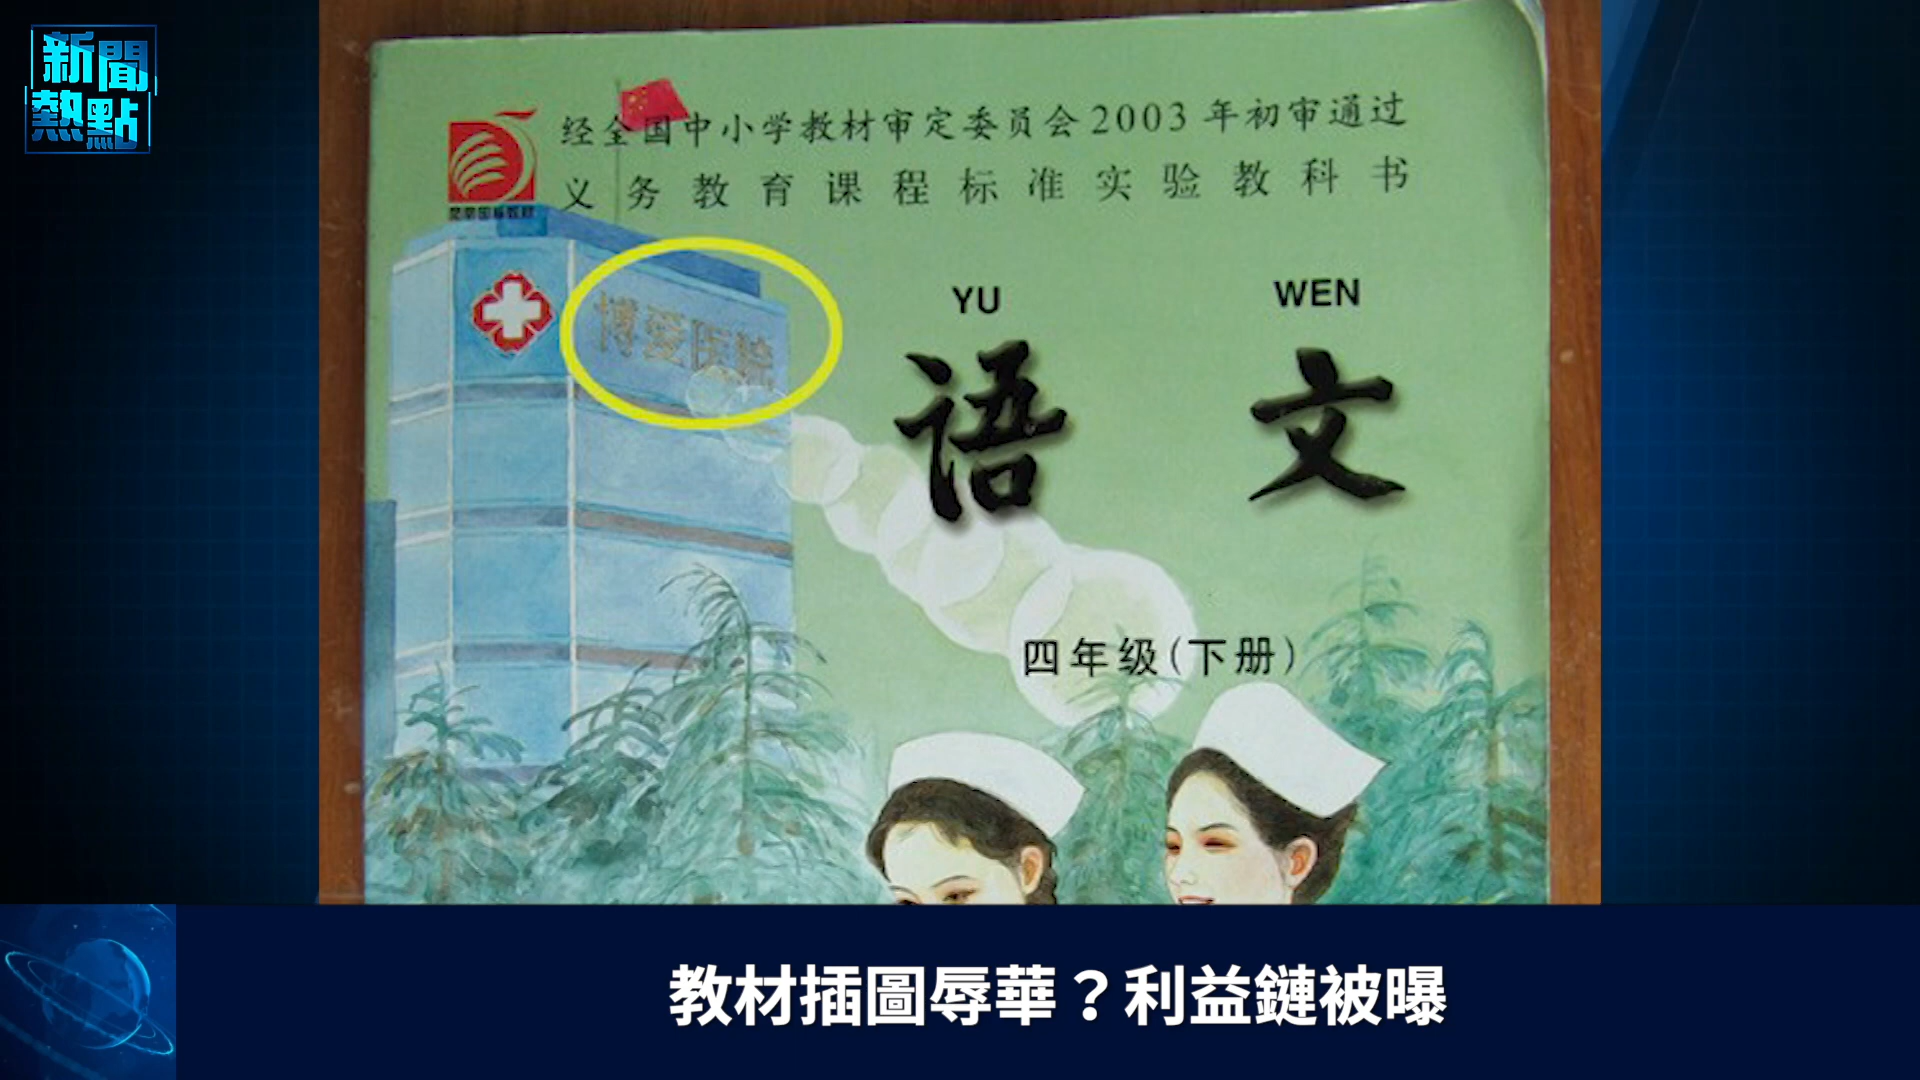 新聞
熱點
经全国中小学教材审定委员会2003年初审通过
义务教育课程标准实验教科书
博爱医院
YU WEN
语文
四年级(下册)
教材插圖辱華？利益鏈被曝